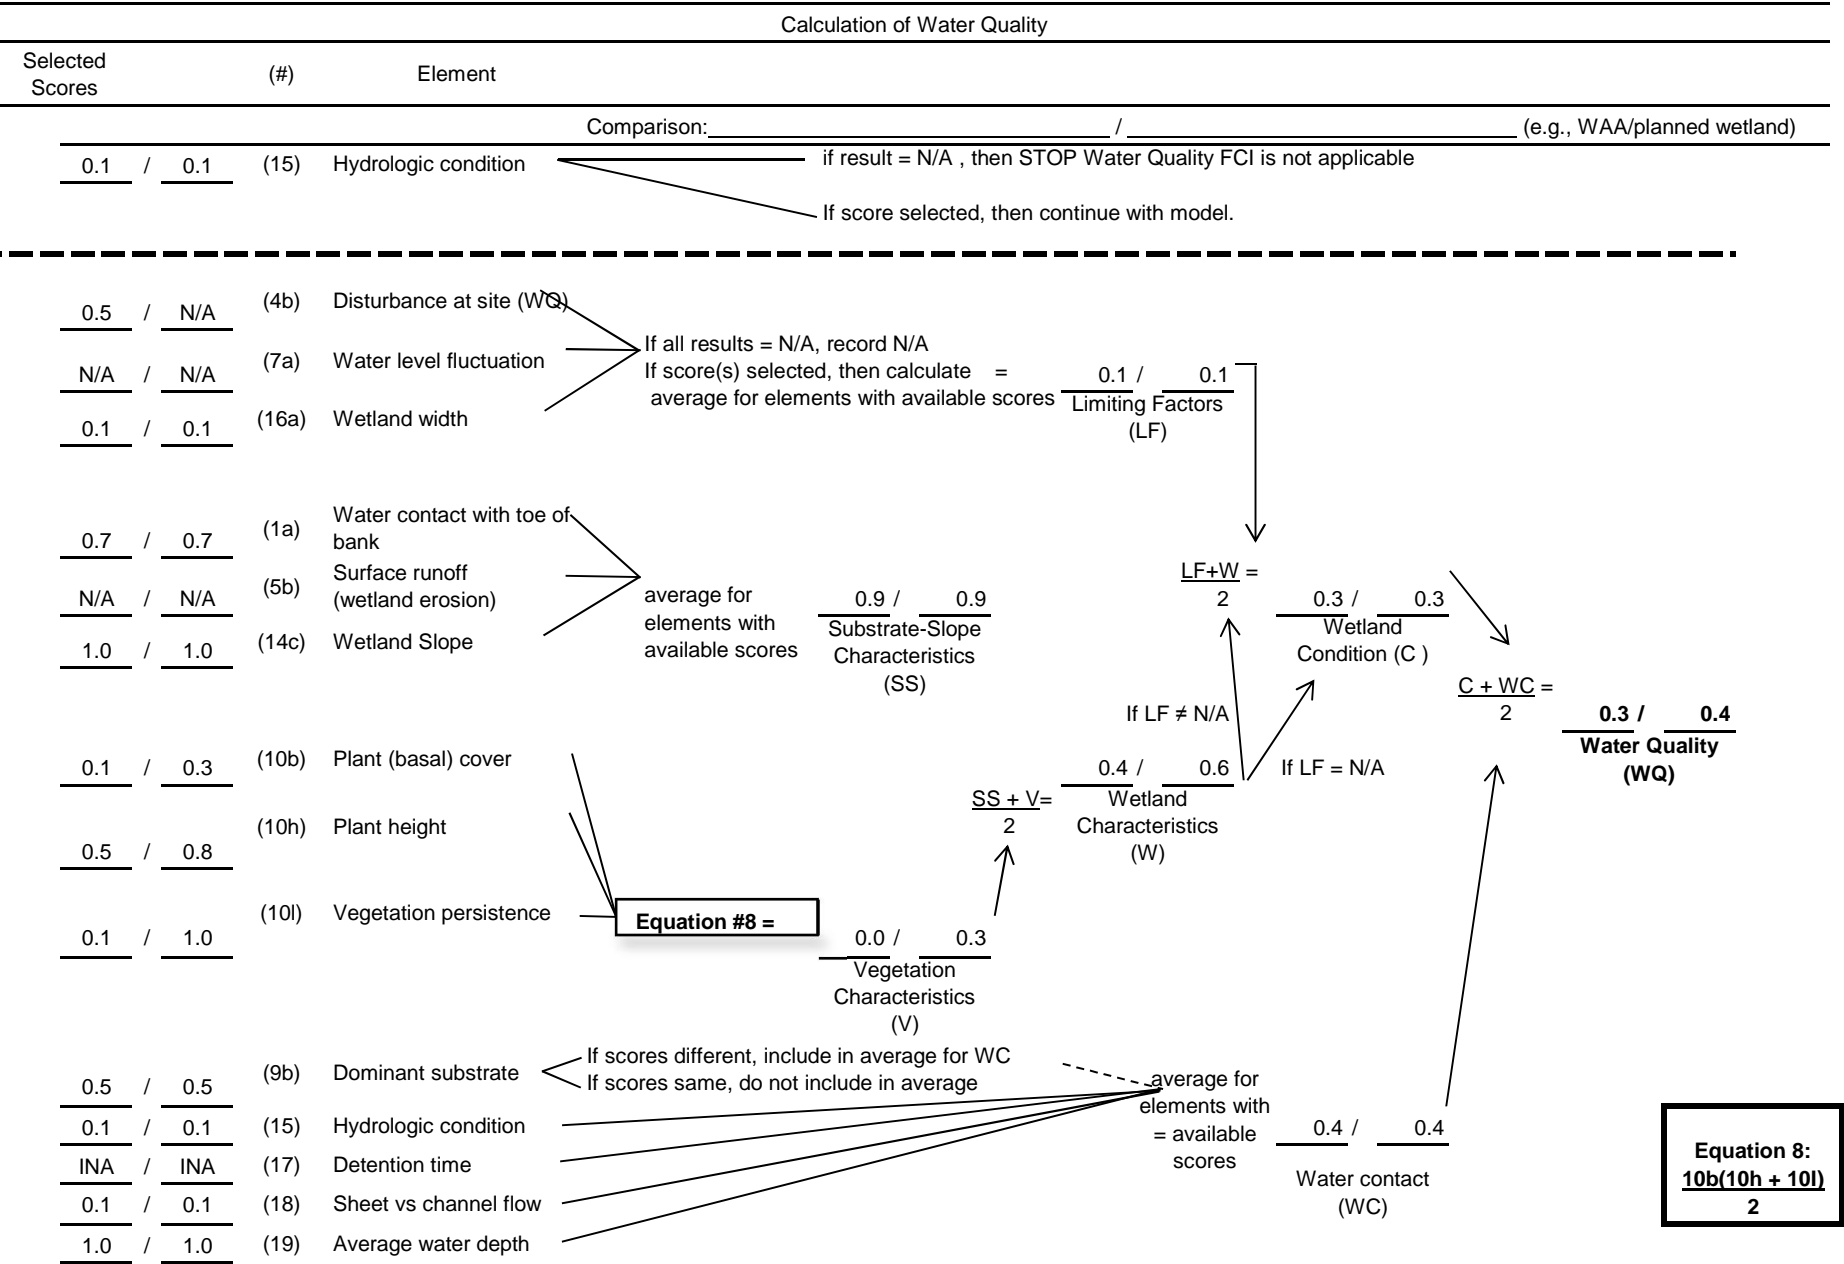 Calculation of Water Quality
Selected
Scores
(#) Element
Comparison: / (e.g., WAA/planned wetland)
0.1 / 0.1 (15) Hydrologic condition if result = N/A , then STOP Water Quality FCI is not applicable
If score selected, then continue with model.
0.5 / N/A (4b) Disturbance at site (WQ)
N/A / N/A (7a) Water level fluctuation
0.1 / 0.1 (16a) Wetland width
If all results = N/A, record N/A
If score(s) selected, then calculate =
average for elements with available scores
0.1 / 0.1
Limiting Factors
(LF)
0.7 / 0.7 (1a) Water contact with toe of
bank
N/A / N/A (5b) Surface runoff
(wetland erosion)
1.0 / 1.0 (14c) Wetland Slope
average for
elements with
available scores
0.9 / 0.9
Substrate-Slope
Characteristics
(SS)
LF+W =
2
0.3 / 0.3
Wetland
Condition (C )
C + WC =
2
0.3 / 0.4
Water Quality
(WQ)
If LF ≠ N/A
If LF = N/A
0.1 / 0.3 (10b) Plant (basal) cover
0.5 / 0.8 (10h) Plant height
0.1 / 1.0 (10l) Vegetation persistence
SS + V=
2
0.4 / 0.6
Wetland
Characteristics
(W)
Equation #8 =
0.0 / 0.3
Vegetation
Characteristics
(V)
0.5 / 0.5 (9b) Dominant substrate
If scores different, include in average for WC
If scores same, do not include in average
0.1 / 0.1 (15) Hydrologic condition
INA / INA (17) Detention time
0.1 / 0.1 (18) Sheet vs channel flow
1.0 / 1.0 (19) Average water depth
average for
elements with
= available
scores
0.4 / 0.4
Water contact
(WC)
Equation 8:
10b(10h + 10l)
2